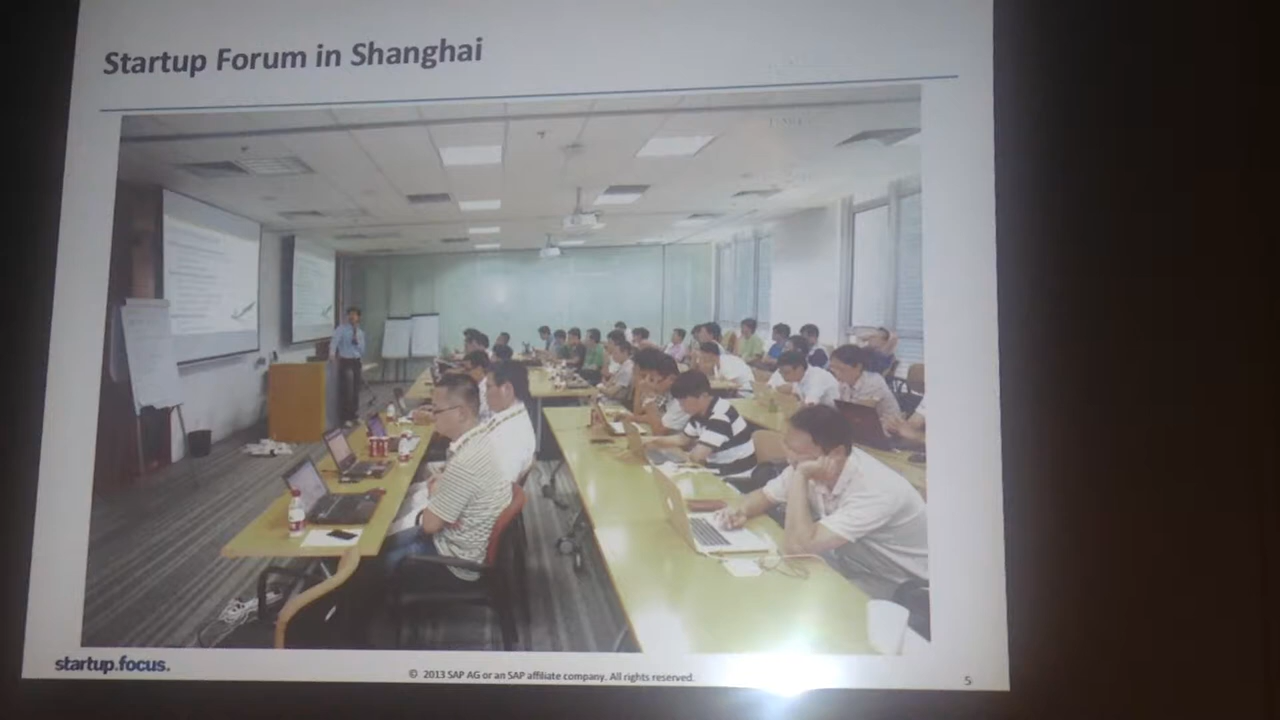 Startup Forum in Shanghai
startup.focus.
© 2013 SAP AG or an SAP affiliate company. All rights reserved.
5